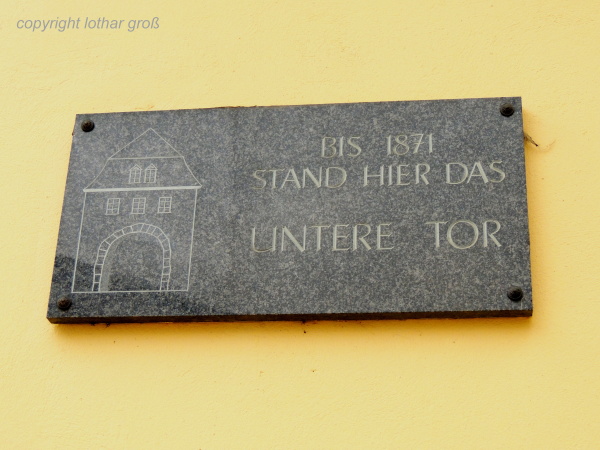 copyright lothar groß
BIS 1871
STAND HIER DAS
UNTERE TOR